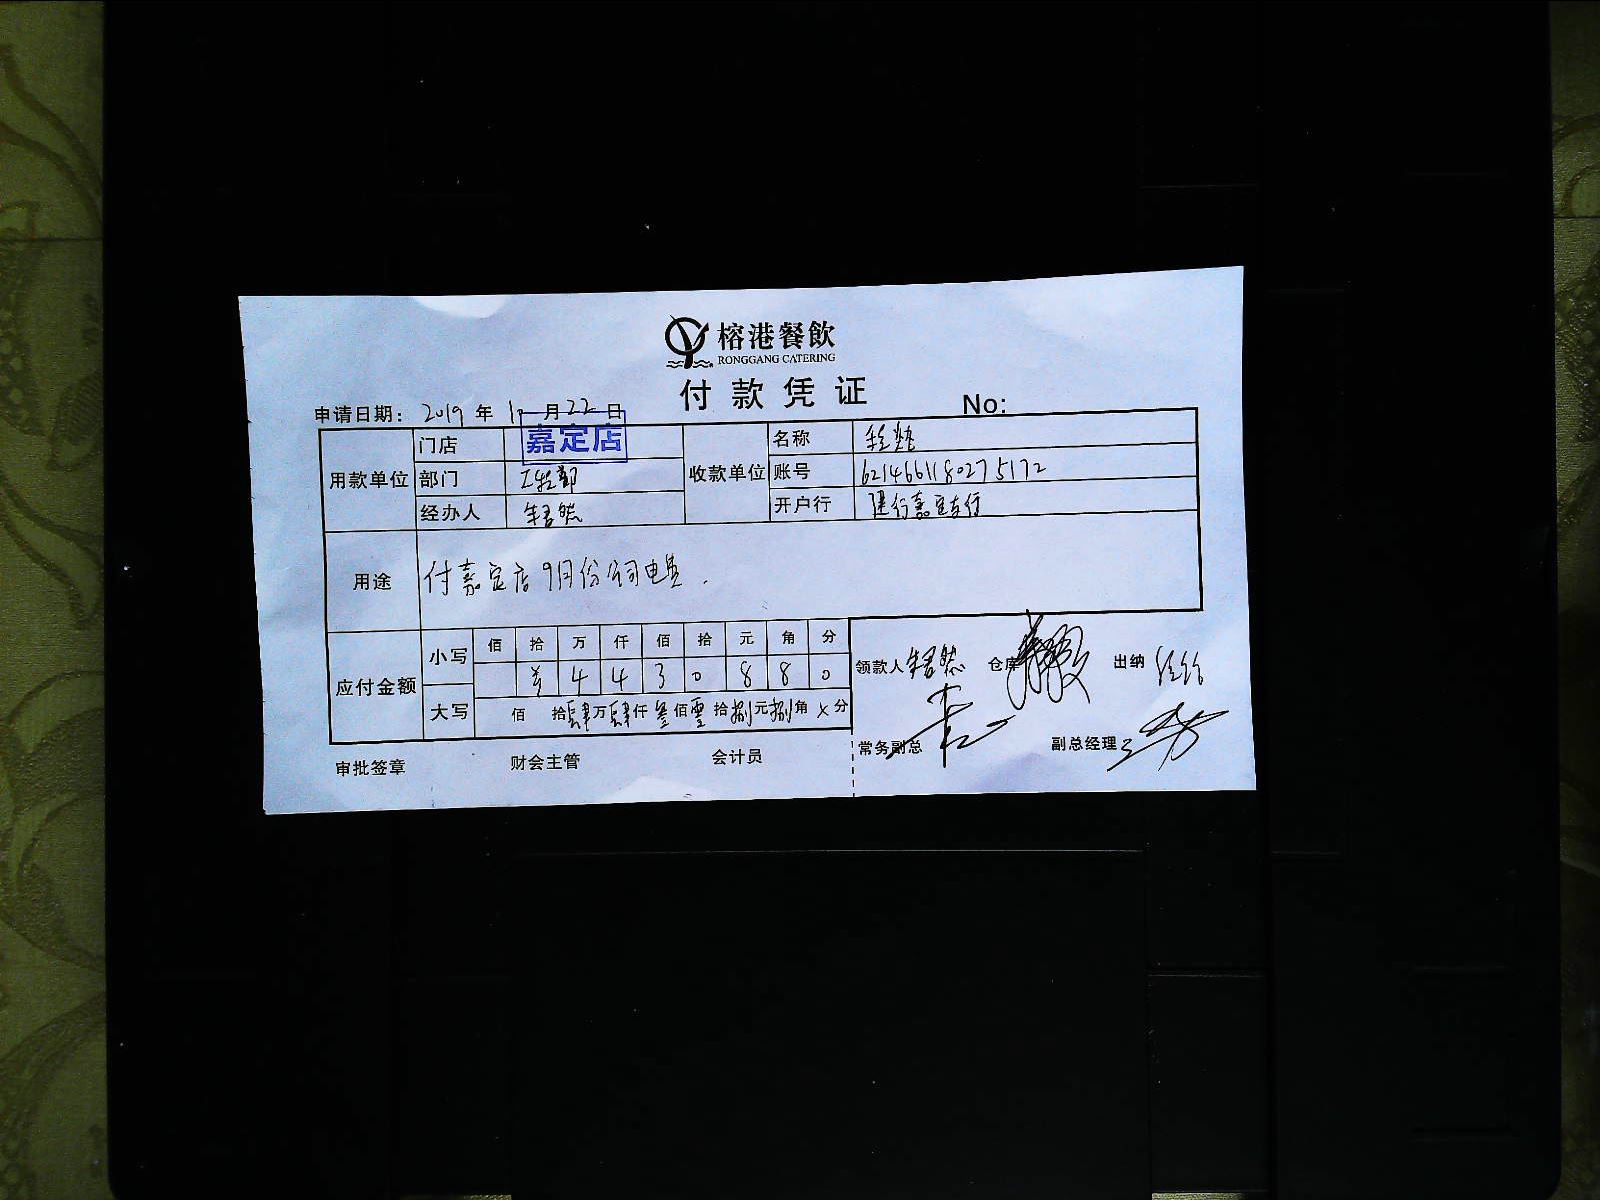 榕港餐飲
RONGGANG CATERING
付款凭证
申请日期: 2019 年 10 月 22 日 No:
用款单位 门店 嘉定店 收款单位 名称
部门 工程部 账号 6214661180275172
经办人 开户行 建行嘉定支行
用途 付嘉定店9月份公司电费.
佰 拾 万 仟 佰 拾 元 角 分
应付金额 小写 ¥ 4 4 3 0 8 8 0
大写 佰 拾肆万肆仟叁佰零拾捌元捌角×分
领款人 仓库 出纳
常务副总 副总经理
审批签章 财会主管 会计员